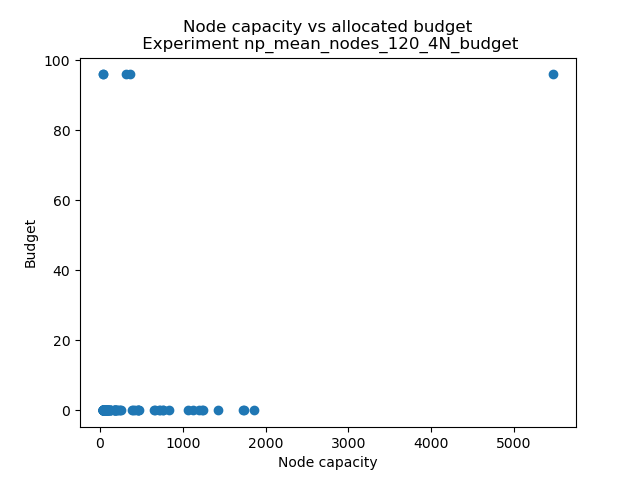 Node capacity vs allocated budget
Experiment np_mean_nodes_120_4N_budget
100
80
60
40
20
0
Budget
0 1000 2000 3000 4000 5000
Node capacity